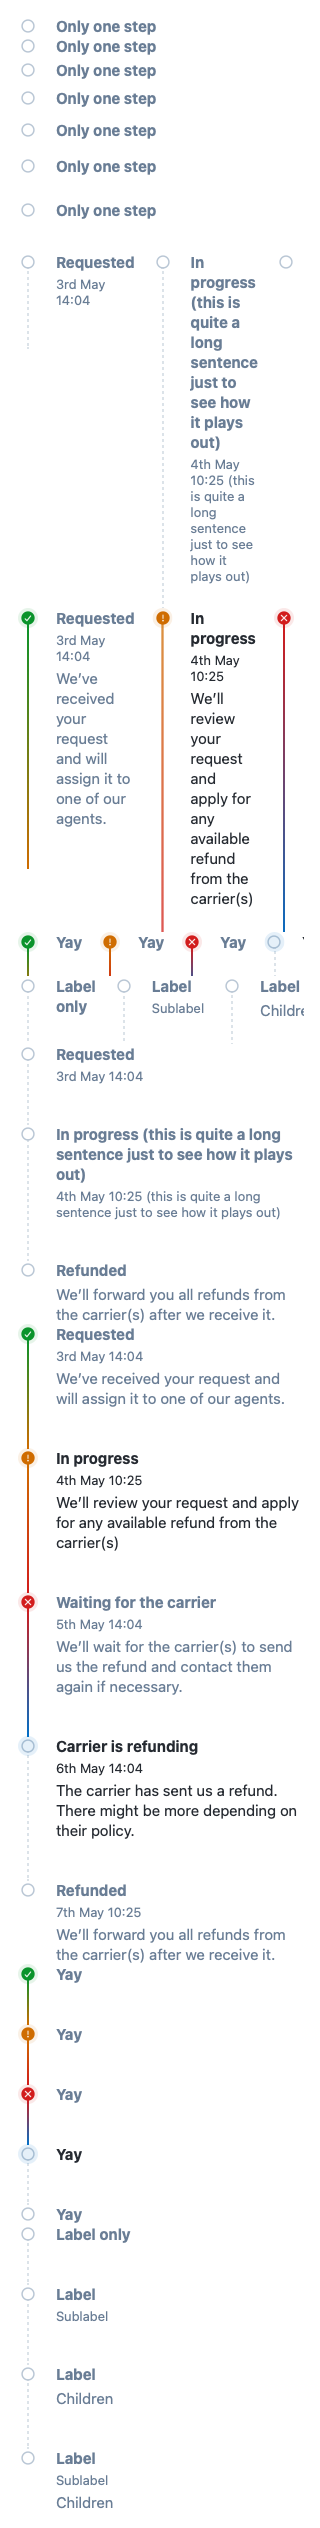 Only one step
Only one step
Only one step
Only one step
Only one step
Only one step
Only one step
Requested
3rd May
14:04
In
progress
(this is
quite a
long
sentence
just to
see how
it plays
out)
4th May
10:25 (this
is quite a
long
sentence
just to see
how it
plays out)
Requested
3rd May
14:04
We've
received
your
request
and will
assign it to
one of our
agents.
In
progress
4th May
10:25
We'll
review
your
request
and
apply for
any
available
refund
from the
carrier(s)
Yay
Yay
Yay
Label
only
Label
Sublabel
Label
Requested
3rd May 14:04
In progress (this is quite a long
sentence just to see how it plays
out)
4th May 10:25 (this is quite a long
sentence just to see how it plays out)
Refunded
We'll forward you all refunds from
the carrier(s) after we receive it.
Requested
3rd May 14:04
We've received your request and
will assign it to one of our agents.
In progress
4th May 10:25
We'll review your request and apply
for any available refund from the
carrier(s)
Waiting for the carrier
5th May 14:04
We'll wait for the carrier(s) to send
us the refund and contact them
again if necessary.
Carrier is refunding
6th May 14:04
The carrier has sent us a refund.
There might be more depending on
their policy.
Refunded
7th May 10:25
We'll forward you all refunds from
the carrier(s) after we receive it.
Yay
Yay
Yay
Yay
Yay
Label only
Label
Sublabel
Label
Children
Label
Sublabel
Children